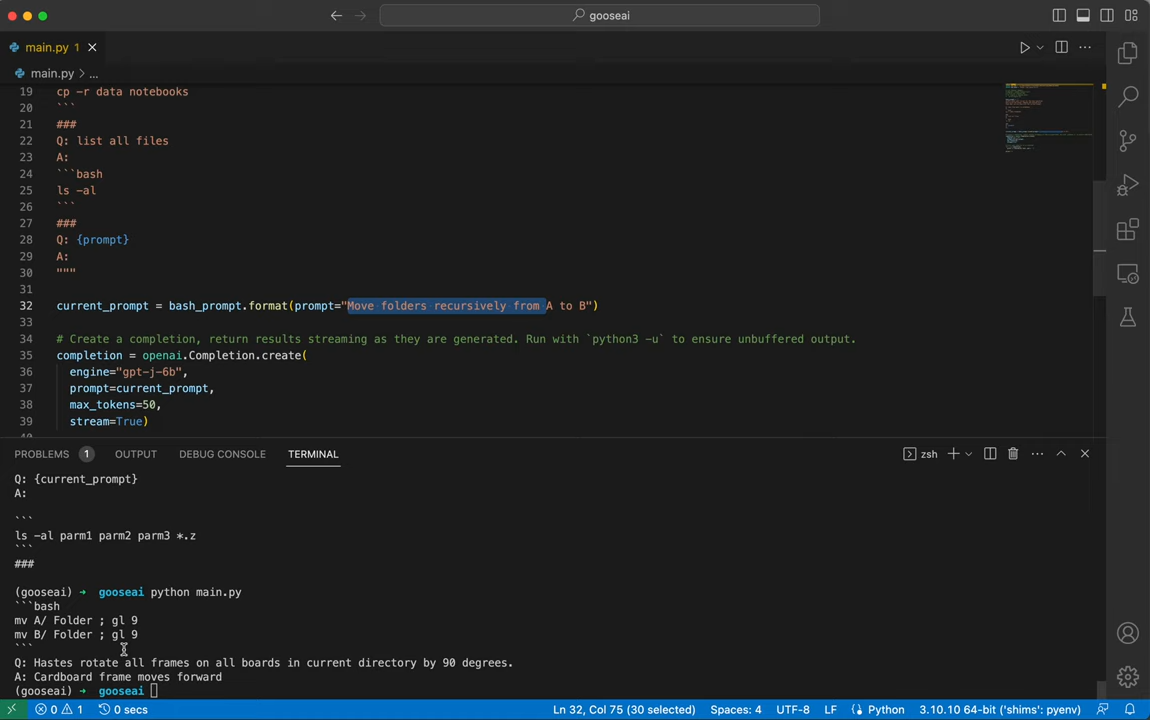 gooseai
main.py 1
main.py > ...
19 cp -r data notebooks
20 ```
21 ###
22 Q: list all files
23 A:
24 ```bash
25 ls -al
26 ```
27 ###
28 Q: {prompt}
29 A:
30 """
31
32 current_prompt = bash_prompt.format(prompt="Move folders recursively from A to B")
33
34 # Create a completion, return results streaming as they are generated. Run with `python3 -u` to ensure unbuffered output.
35 completion = openai.Completion.create(
36 engine="gpt-j-6b",
37 prompt=current_prompt,
38 max_tokens=50,
39 stream=True)
40
PROBLEMS 1 OUTPUT DEBUG CONSOLE TERMINAL zsh
Q: {current_prompt}
A:
```
ls -al parm1 parm2 parm3 *.z
```
###
(gooseai) → gooseai python main.py
```bash
mv A/ Folder ; gl 9
mv B/ Folder ; gl 9
```
Q: Hastes rotate all frames on all boards in current directory by 90 degrees.
A: Cardboard frame moves forward
(gooseai) → gooseai
0 1 0 secs Ln 32, Col 75 (30 selected) Spaces: 4 UTF-8 LF Python 3.10.10 64-bit ('shims': pyenv)